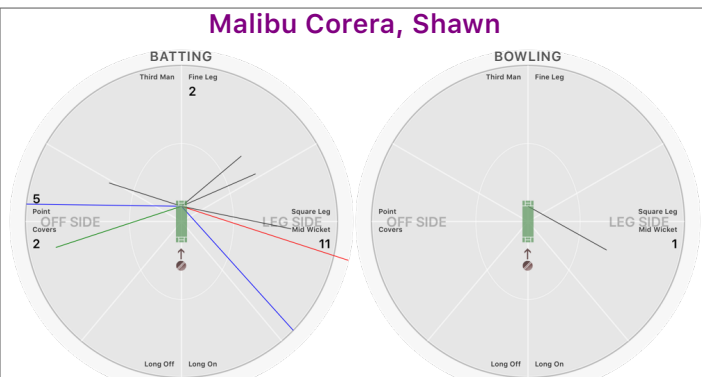 Malibu Corera, Shawn
BATTING
Third Man Fine Leg
2
5
Point
OFF SIDE
Covers
2
Square Leg
LEG SIDE
Mid Wicket
11
Long Off Long On
BOWLING
Third Man Fine Leg
Point
OFF SIDE
Covers
Square Leg
LEG SIDE
Mid Wicket
1
Long Off Long On